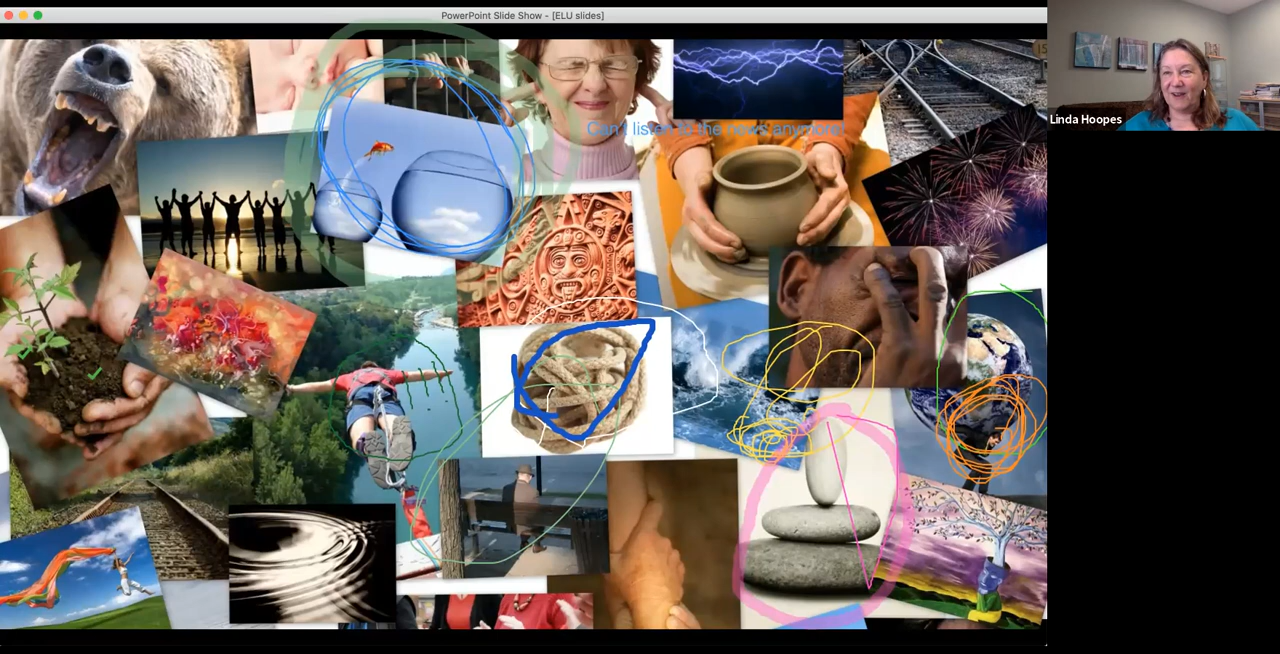 PowerPoint Slide Show - [ELU slides]
Can't listen to the news anymore!
Linda Hoopes